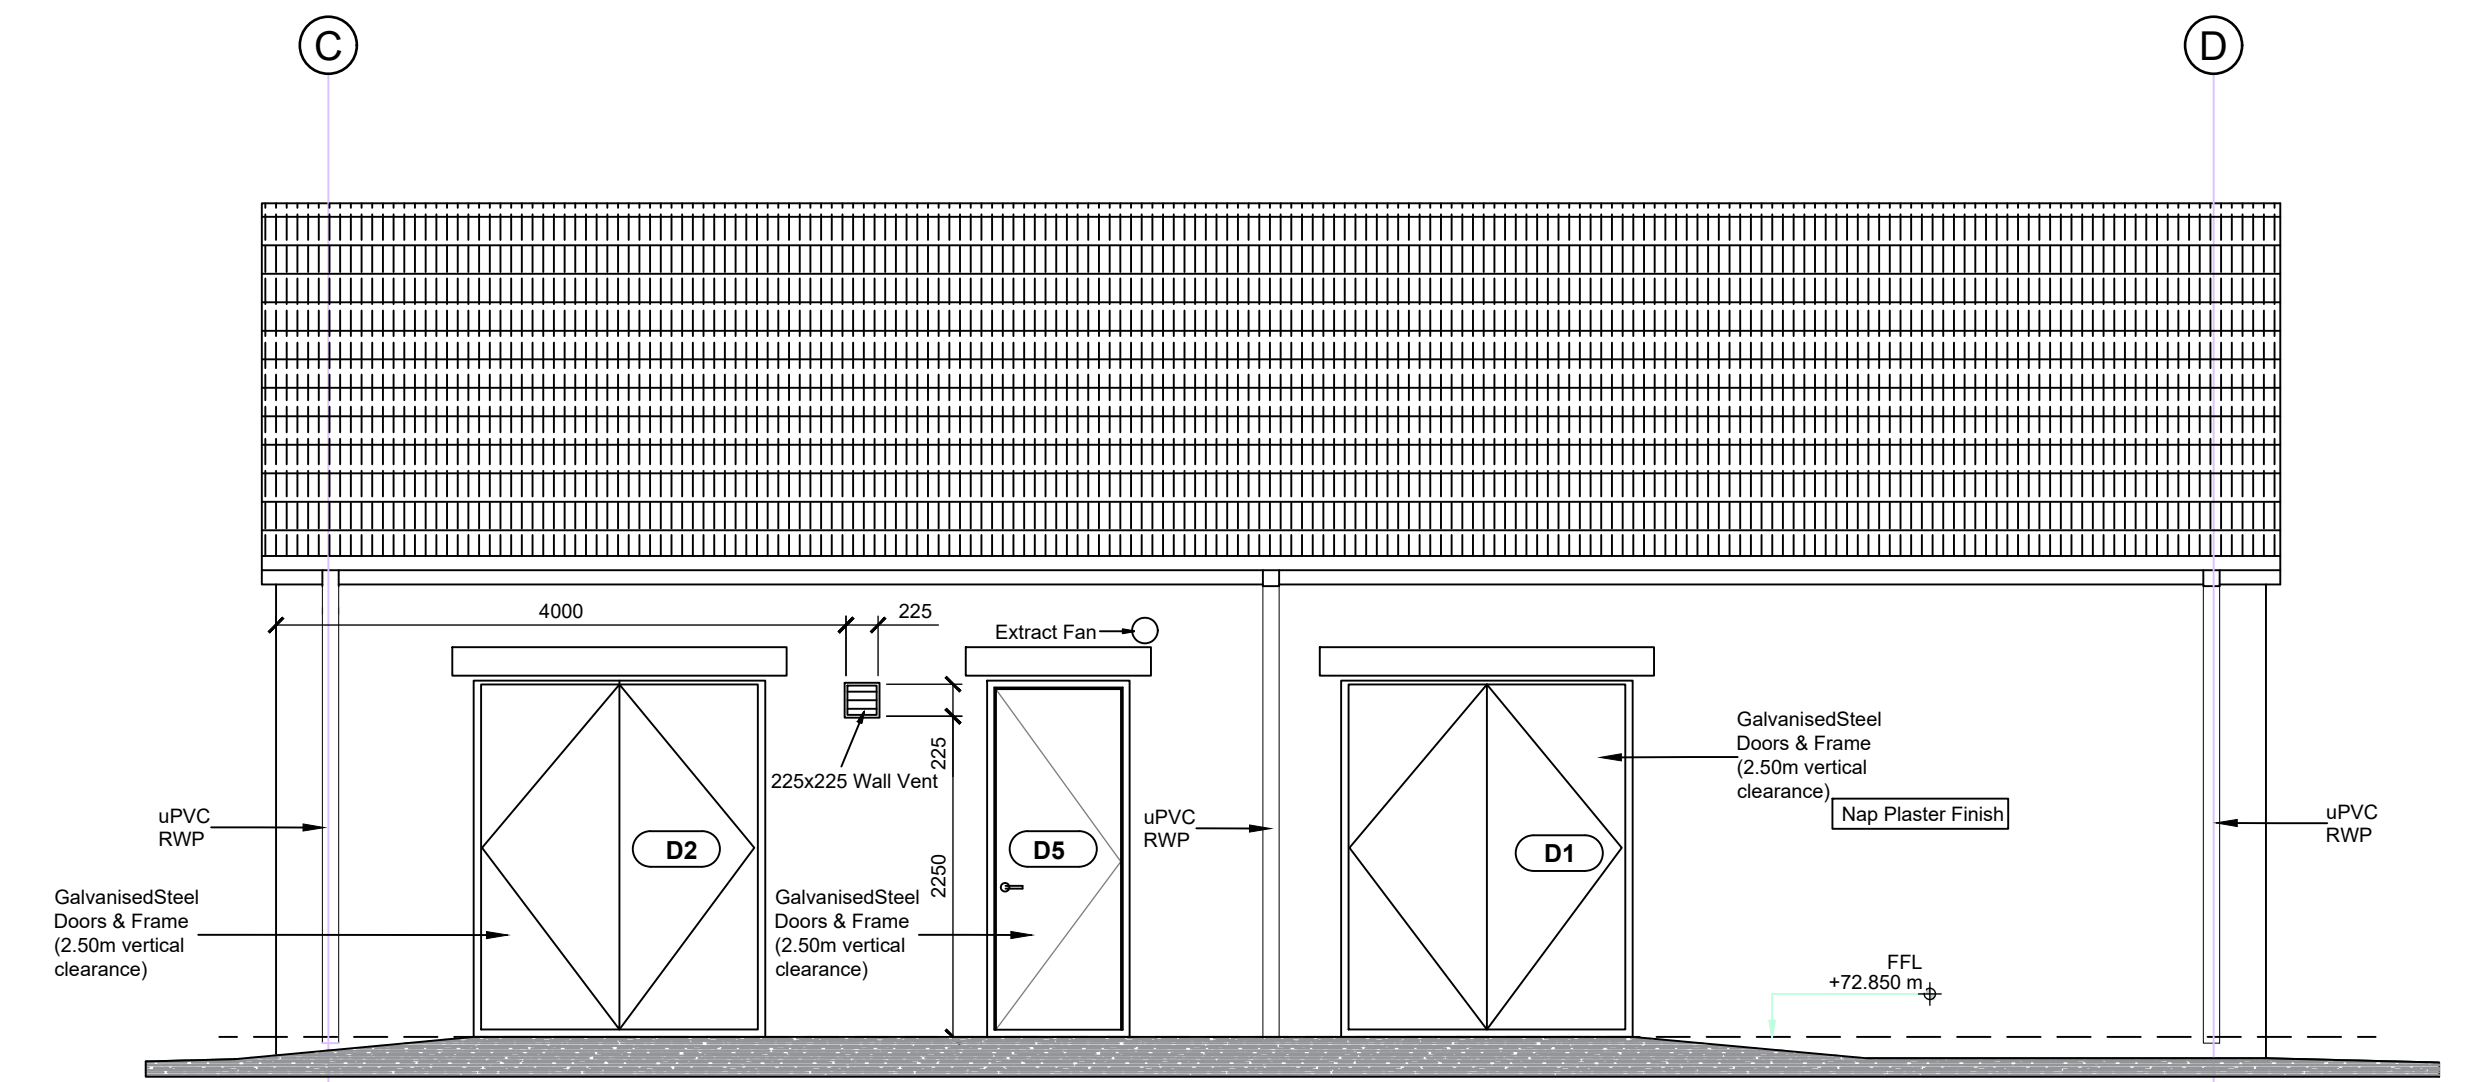 C
D
4000
225
Extract Fan
225x225 Wall Vent
225
2250
GalvanisedSteel
Doors & Frame
(2.50m vertical
clearance)
Nap Plaster Finish
uPVC
RWP
uPVC
RWP
uPVC
RWP
D2
D5
D1
GalvanisedSteel
Doors & Frame
(2.50m vertical
clearance)
GalvanisedSteel
Doors & Frame
(2.50m vertical
clearance)
FFL
+72.850 m